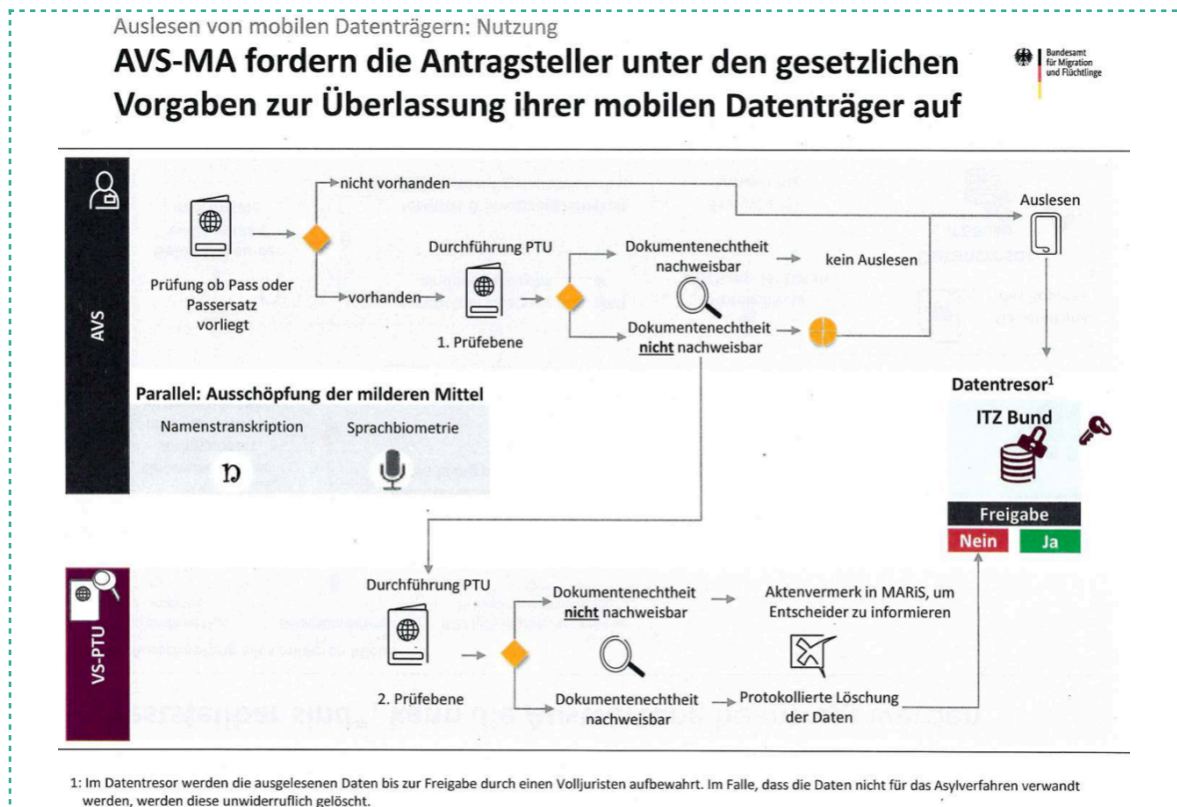 Auslesen von mobilen Datenträgern: Nutzung
AVS-MA fordern die Antragsteller unter den gesetzlichen
Vorgaben zur Überlassung ihrer mobilen Datenträger auf
Bundesamt
für Migration
und Flüchtlinge
AVS
nicht vorhanden
Auslesen
Prüfung ob Pass oder
Passersatz
vorliegt
vorhanden
Durchführung PTU
1. Prüfebene
Dokumentenechtheit
nachweisbar
kein Auslesen
Dokumentenechtheit
nicht nachweisbar
Parallel: Ausschöpfung der milderen Mittel
Namenstranskription
Sprachbiometrie
Datentresor¹
ITZ Bund
Freigabe
Nein
Ja
VS-PTU
Durchführung PTU
2. Prüfebene
Dokumentenechtheit
nicht nachweisbar
Aktenvermerk in MARiS, um
Entscheider zu informieren
Dokumentenechtheit
nachweisbar
Protokollierte Löschung
der Daten
1: Im Datentresor werden die ausgelesenen Daten bis zur Freigabe durch einen Volljuristen aufbewahrt. Im Falle, dass die Daten nicht für das Asylverfahren verwandt
werden, werden diese unwiderruflich gelöscht.